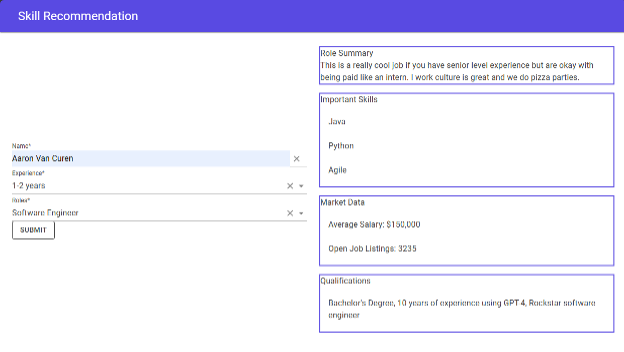 Skill Recommendation
Name*
Aaron Van Curen
Experience*
1-2 years
Roles*
Software Engineer
SUBMIT
Role Summary
This is a really cool job if you have senior level experience but are okay with
being paid like an intern. I work culture is great and we do pizza parties.
Important Skills
Java
Python
Agile
Market Data
Average Salary: $150,000
Open Job Listings: 3235
Qualifications
Bachelor's Degree, 10 years of experience using GPT 4, Rockstar software
engineer